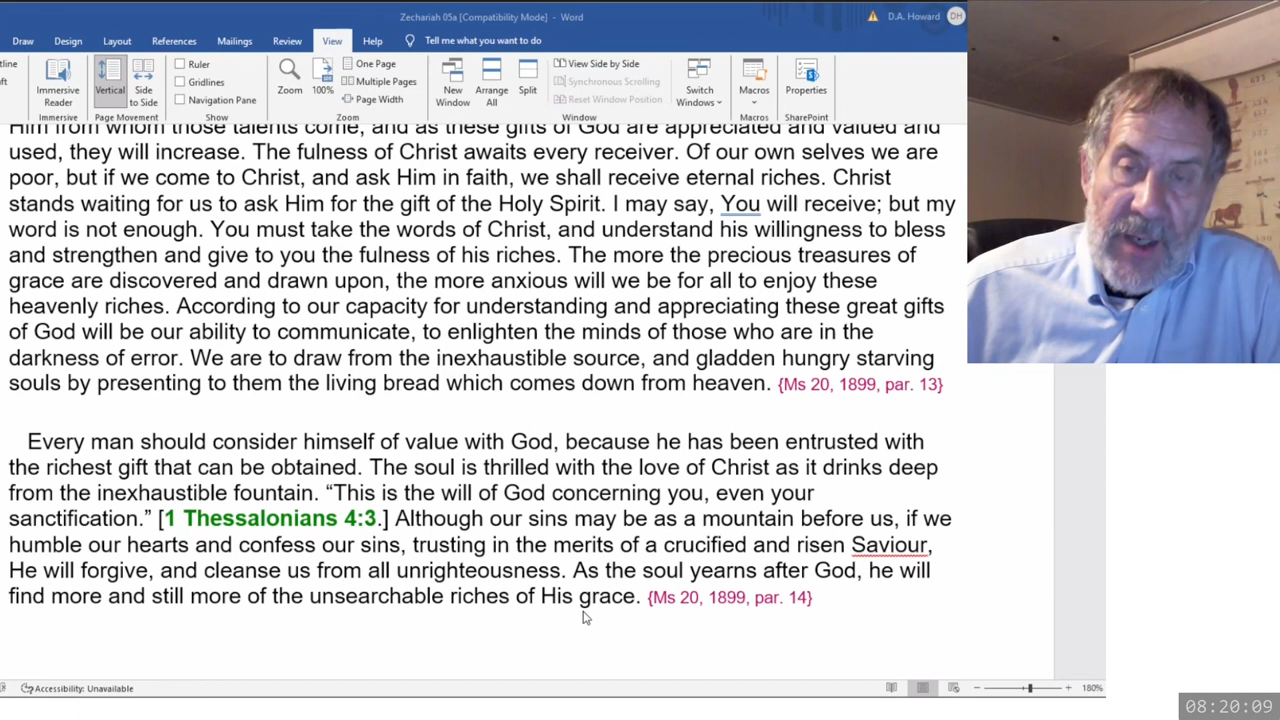 Zechariah 05a [Compatibility Mode] - Word
D.A. Howard DH
Draw Design Layout References Mailings Review View Help Tell me what you want to do
Immersive Reader
Immersive
Vertical
Side to Side
Page Movement
Ruler
Gridlines
Navigation Pane
Show
Zoom
100%
One Page
Multiple Pages
Page Width
Zoom
New Window
Arrange All
Split
View Side by Side
Synchronous Scrolling
Reset Window Position
Window
Switch Windows
Macros
Macros
Properties
SharePoint
Him from whom those talents come, and as these gifts of God are appreciated and valued and
used, they will increase. The fulness of Christ awaits every receiver. Of our own selves we are
poor, but if we come to Christ, and ask Him in faith, we shall receive eternal riches. Christ
stands waiting for us to ask Him for the gift of the Holy Spirit. I may say, You will receive; but my
word is not enough. You must take the words of Christ, and understand his willingness to bless
and strengthen and give to you the fulness of his riches. The more the precious treasures of
grace are discovered and drawn upon, the more anxious will we be for all to enjoy these
heavenly riches. According to our capacity for understanding and appreciating these great gifts
of God will be our ability to communicate, to enlighten the minds of those who are in the
darkness of error. We are to draw from the inexhaustible source, and gladden hungry starving
souls by presenting to them the living bread which comes down from heaven. {Ms 20, 1899, par. 13}
Every man should consider himself of value with God, because he has been entrusted with
the richest gift that can be obtained. The soul is thrilled with the love of Christ as it drinks deep
from the inexhaustible fountain. “This is the will of God concerning you, even your
sanctification.” [1 Thessalonians 4:3.] Although our sins may be as a mountain before us, if we
humble our hearts and confess our sins, trusting in the merits of a crucified and risen Saviour,
He will forgive, and cleanse us from all unrighteousness. As the soul yearns after God, he will
find more and still more of the unsearchable riches of His grace. {Ms 20, 1899, par. 14}
Accessibility: Unavailable
180%
08:20:09